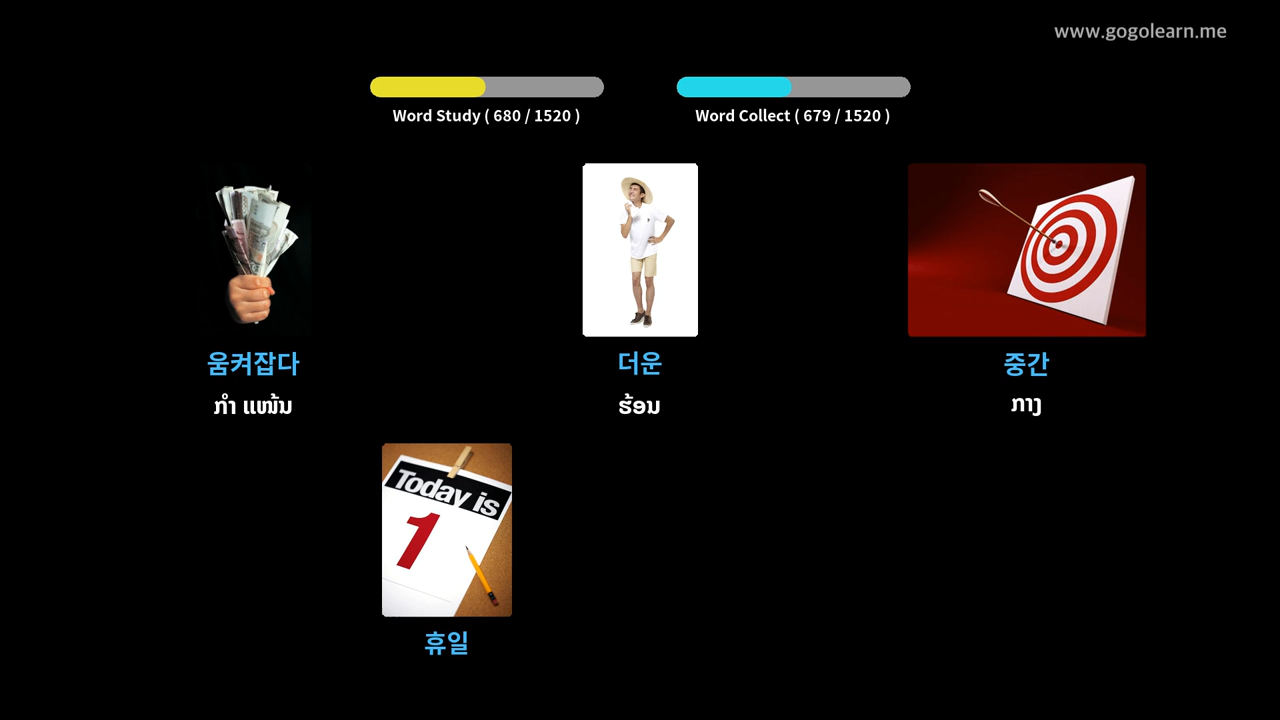 www.gogolearn.me
Word Study ( 680 / 1520 )
Word Collect ( 679 / 1520 )
움켜잡다
ກຳ ແໜ້ນ
더운
ຮ້ອນ
중간
ກາງ
Today is
1
휴일